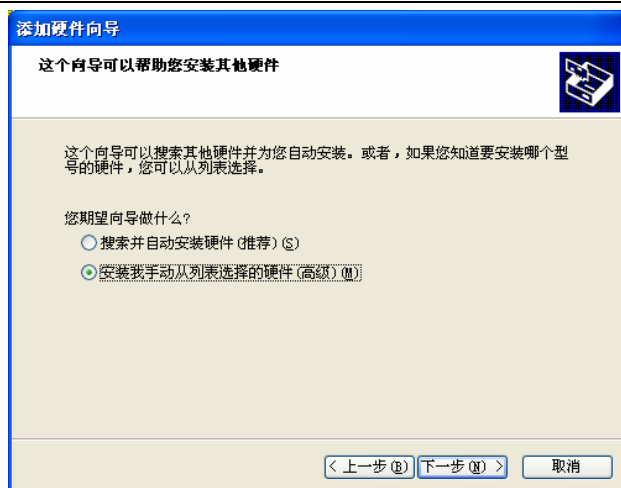 添加硬件向导
这个向导可以帮助您安装其他硬件
这个向导可以搜索其他硬件并为您自动安装。或者，如果您知道要安装哪个型
号的硬件，您可以从列表选择。
您期望向导做什么?
搜索并自动安装硬件(推荐)(S)
安装我手动从列表选择的硬件(高级)(M)
< 上一步(B) 下一步(N) > 取消